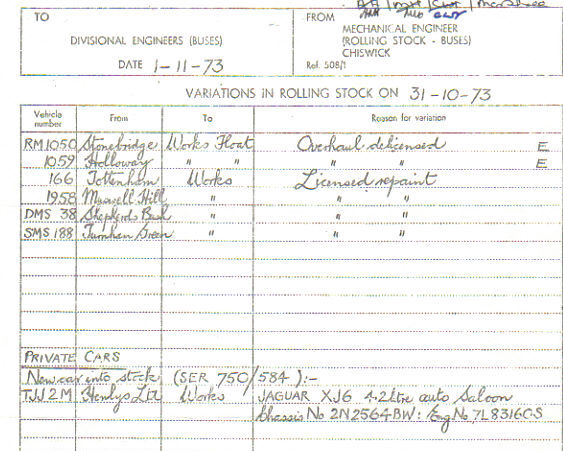 TO
DIVISIONAL ENGINEERS (BUSES)
DATE 1-11-73
FROM
MECHANICAL ENGINEER
(ROLLING STOCK - BUSES)
CHISWICK
Ref. 508/1
VARIATIONS IN ROLLING STOCK ON 31-10-73
Vehicle number From To Reason for variation
RM1050 Stonebridge Works Float Overhaul delicensed E
1059 Holloway " " " " E
166 Tottenham Works Licensed repaint
1958 Muswell Hill " " "
DMS 38 Shepherds Bush " " "
SMS 188 Turnham Green " " "
PRIVATE CARS
New car into stock (SER 750/584):-
TJJ 2M Henlys Ltd Works JAGUAR XJ6 4.2 litre auto Saloon
Chassis No 2N2564BW: Eng No 7L8316CS